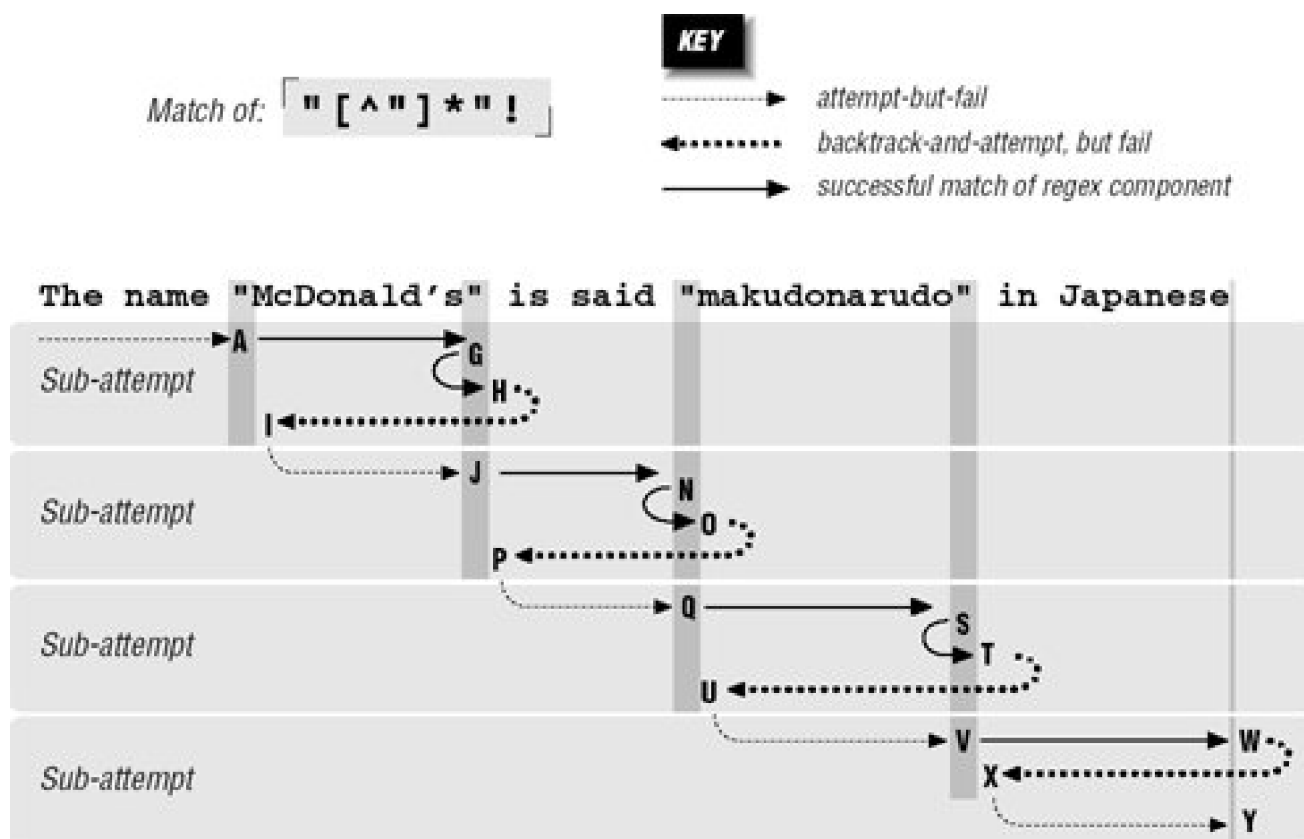 KEY
Match of: "[^"]*"!
attempt-but-fail
backtrack-and-attempt, but fail
successful match of regex component
The name "McDonald's" is said "makudonarudo" in Japanese
A
G
Sub-attempt
H
I
J
N
Sub-attempt
O
P
Q
S
Sub-attempt
T
U
V W
X
Sub-attempt
Y